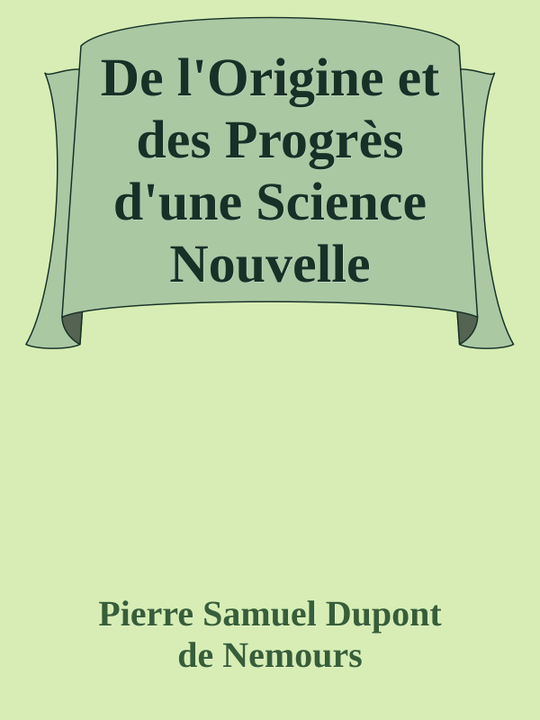 De l'Origine et
des Progrès
d'une Science
Nouvelle
Pierre Samuel Dupont
de Nemours